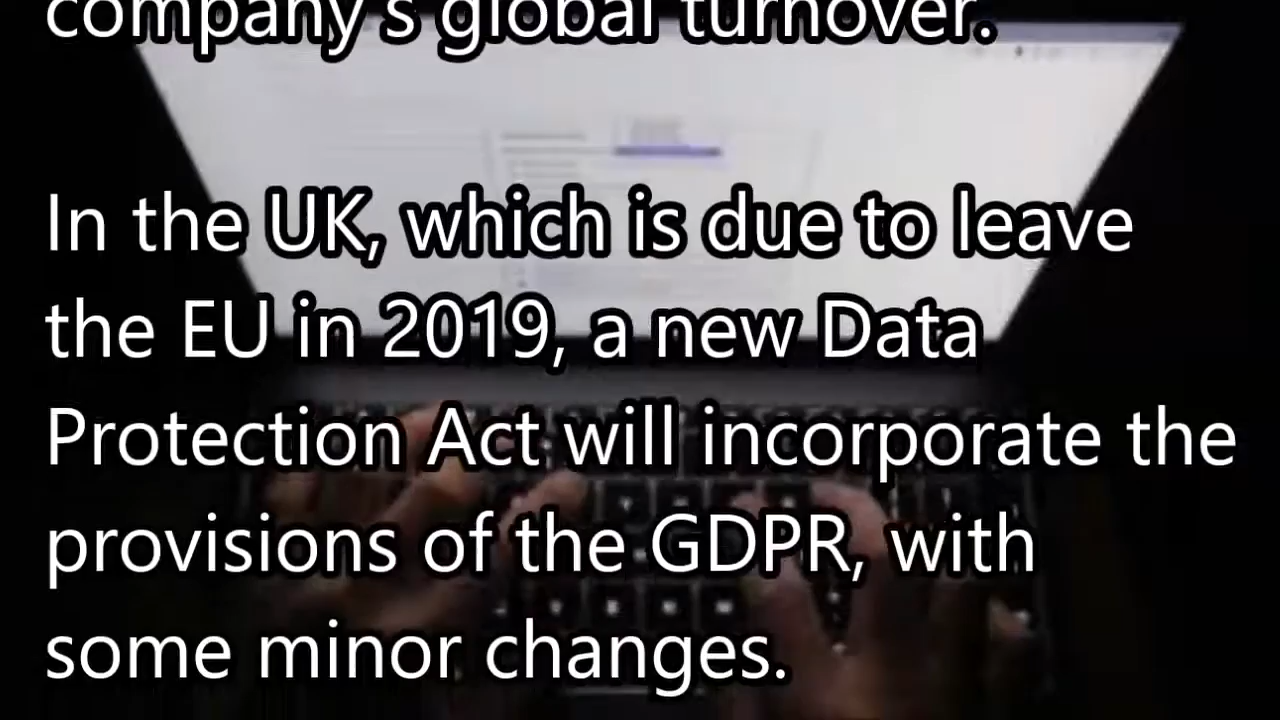 company's global turnover.
In the UK, which is due to leave
the EU in 2019, a new Data
Protection Act will incorporate the
provisions of the GDPR, with
some minor changes.